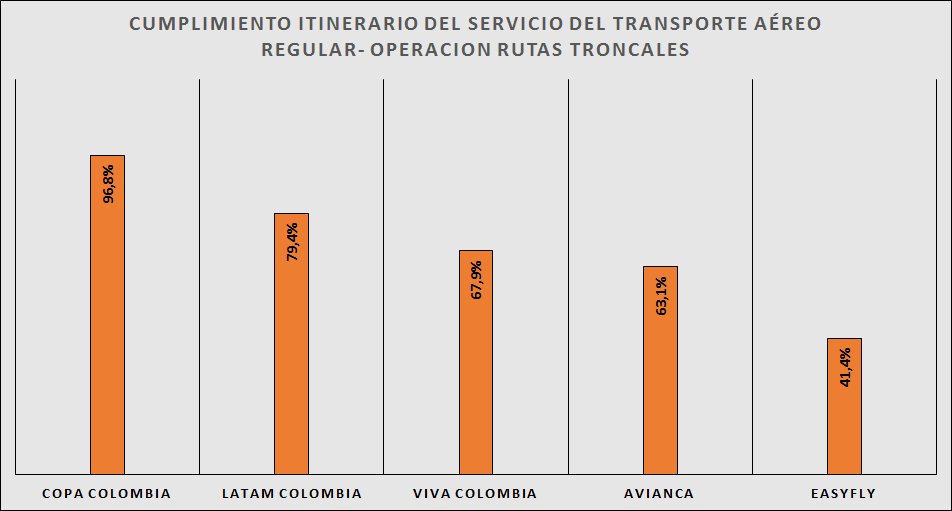 CUMPLIMIENTO ITINERARIO DEL SERVICIO DEL TRANSPORTE AÉREO
REGULAR- OPERACION RUTAS TRONCALES
96,8%
79,4%
67,9%
63,1%
41,4%
COPA COLOMBIA
LATAM COLOMBIA
VIVA COLOMBIA
AVIANCA
EASYFLY